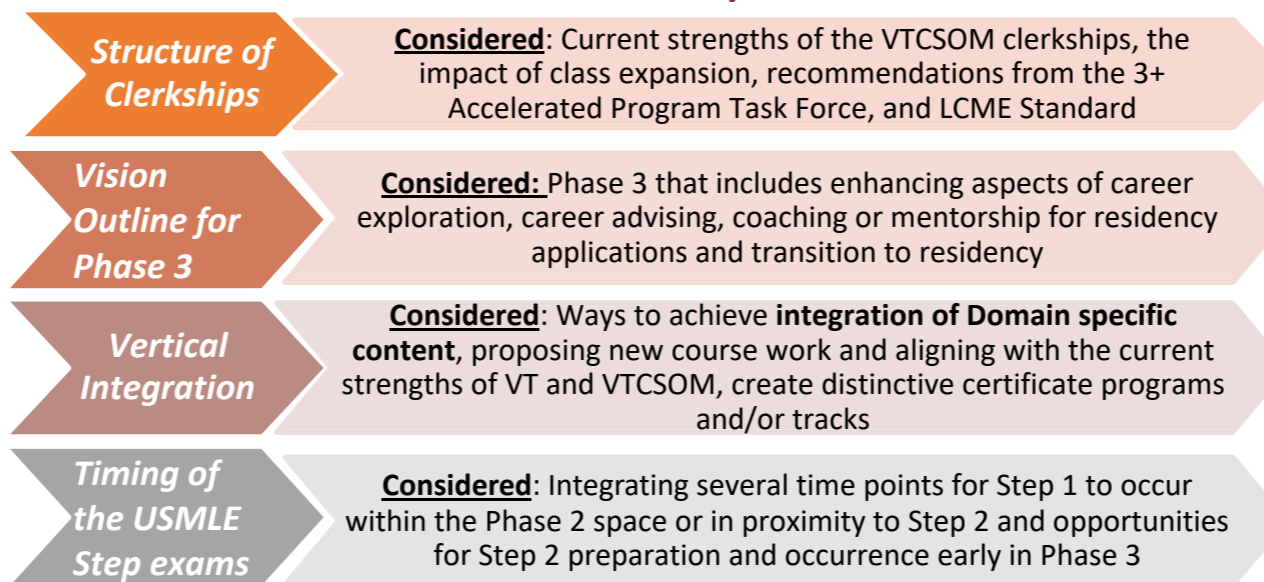 Structure of
Clerkships
Considered: Current strengths of the VTCSOM clerkships, the
impact of class expansion, recommendations from the 3+
Accelerated Program Task Force, and LCME Standard
Vision
Outline for
Phase 3
Considered: Phase 3 that includes enhancing aspects of career
exploration, career advising, coaching or mentorship for residency
applications and transition to residency
Vertical
Integration
Considered: Ways to achieve integration of Domain specific
content, proposing new course work and aligning with the current
strengths of VT and VTCSOM, create distinctive certificate programs
and/or tracks
Timing of
the USMLE
Step exams
Considered: Integrating several time points for Step 1 to occur
within the Phase 2 space or in proximity to Step 2 and opportunities
for Step 2 preparation and occurrence early in Phase 3